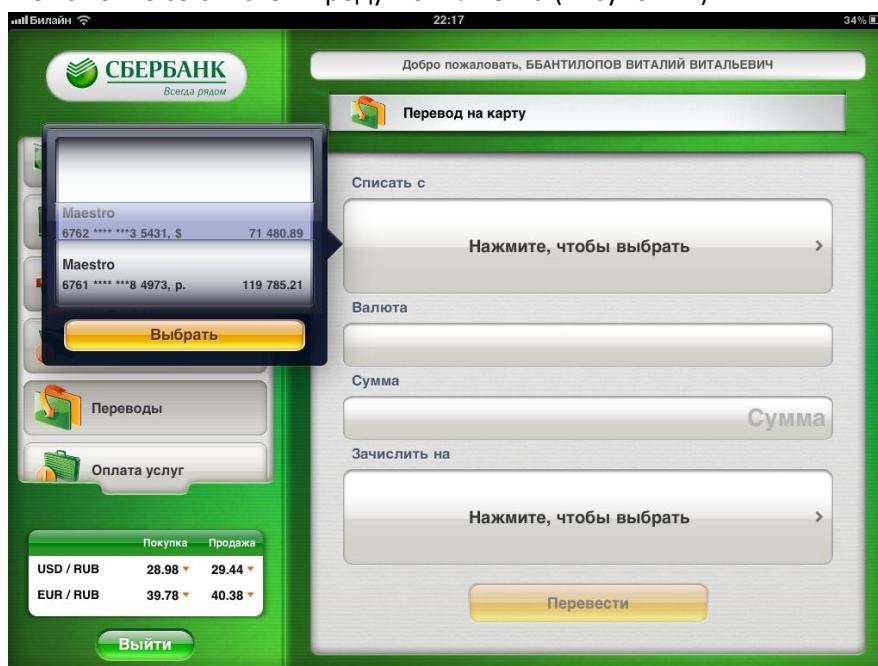 Билайн 22:17 34%
СБЕРБАНК
Всегда рядом
Добро пожаловать, ББАНТИЛОПОВ ВИТАЛИЙ ВИТАЛЬЕВИЧ
Перевод на карту
Maestro
6762 **** ***3 5431, $ 71 480.89
Maestro
6761 **** ***8 4973, р. 119 785.21
Выбрать
Переводы
Оплата услуг
Покупка Продажа
USD / RUB 28.98 29.44
EUR / RUB 39.78 40.38
Выйти
Списать с
Нажмите, чтобы выбрать
Валюта
Сумма
Сумма
Зачислить на
Нажмите, чтобы выбрать
Перевести